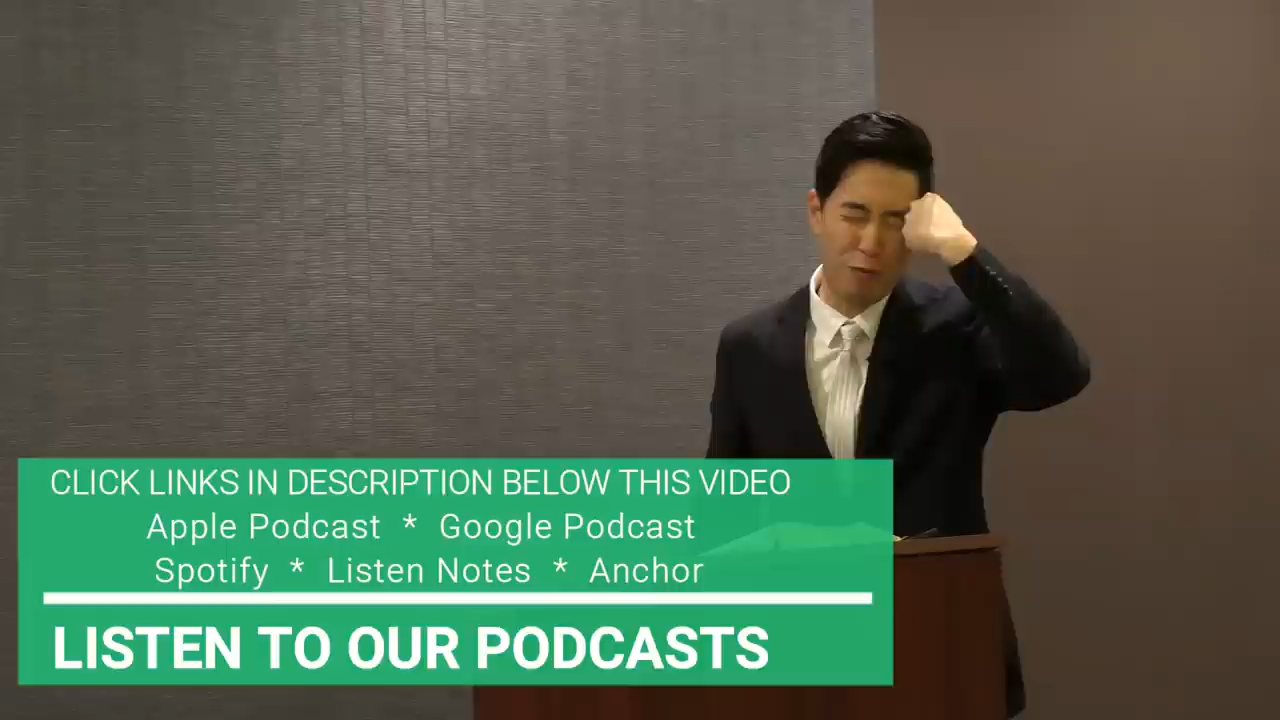 CLICK LINKS IN DESCRIPTION BELOW THIS VIDEO
Apple Podcast * Google Podcast
Spotify * Listen Notes * Anchor
LISTEN TO OUR PODCASTS